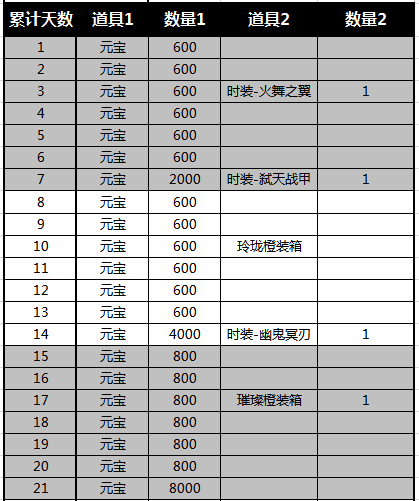 累计天数 道具1 数量1 道具2 数量2
1 元宝 600
2 元宝 600
3 元宝 600 时装-火舞之翼 1
4 元宝 600
5 元宝 600
6 元宝 600
7 元宝 2000 时装-弑天战甲 1
8 元宝 600
9 元宝 600
10 元宝 600 玲珑橙装箱
11 元宝 600
12 元宝 600
13 元宝 600
14 元宝 4000 时装-幽鬼冥刃 1
15 元宝 800
16 元宝 800
17 元宝 800 璀璨橙装箱 1
18 元宝 800
19 元宝 800
20 元宝 800
21 元宝 8000